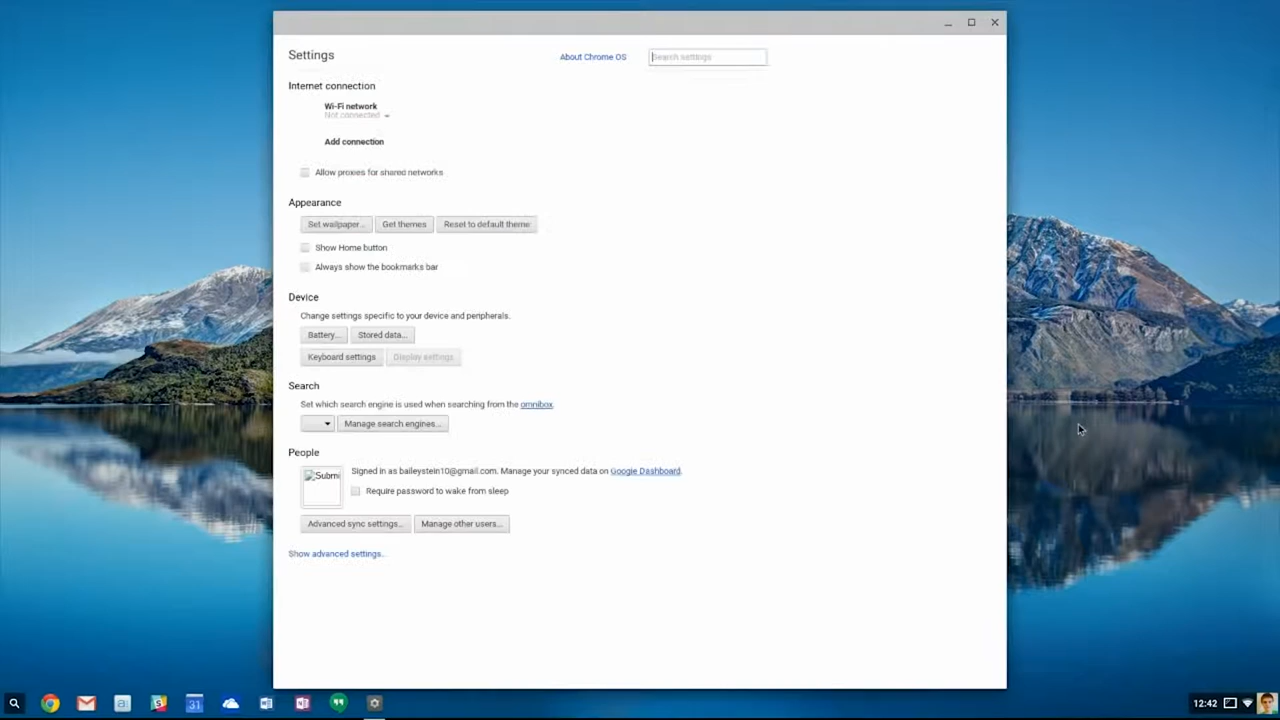 Settings
About Chrome OS
Search settings
Internet connection
Wi-Fi network
Not connected
Add connection
Allow proxies for shared networks
Appearance
Set wallpaper...
Get themes
Reset to default theme
Show Home button
Always show the bookmarks bar
Device
Change settings specific to your device and peripherals.
Battery...
Stored data...
Keyboard settings
Display settings
Search
Set which search engine is used when searching from the omnibox.
Manage search engines...
People
Submi
Signed in as baileystein10@gmail.com. Manage your synced data on Google Dashboard.
Require password to wake from sleep
Advanced sync settings...
Manage other users...
Show advanced settings...
31
12:42